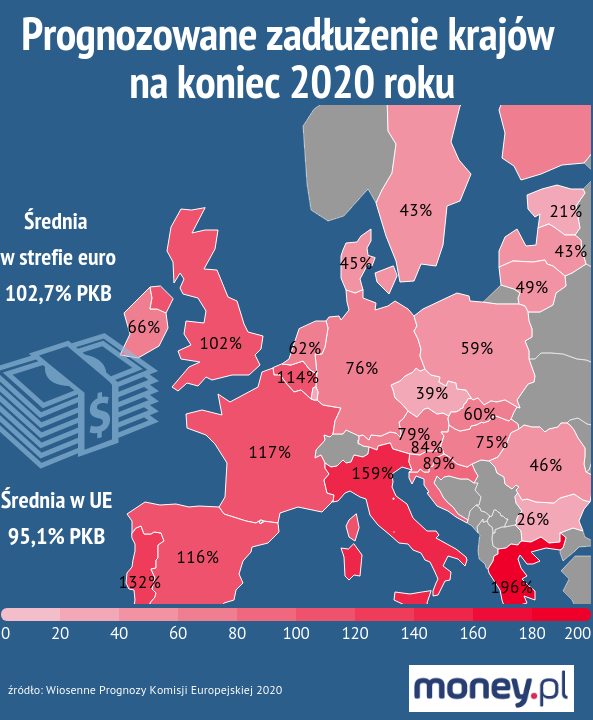 Prognozowane zadłużenie krajów
na koniec 2020 roku
Średnia
w strefie euro
102,7% PKB
Średnia w UE
95,1% PKB
43%
21%
43%
45%
49%
66%
102%
62%
59%
114%
76%
39%
60%
79%
75%
84%
117%
89%
159%
46%
26%
116%
132%
196%
$
0 20 40 60 80 100 120 140 160 180 200
źródło: Wiosenne Prognozy Komisji Europejskiej 2020
money.pl